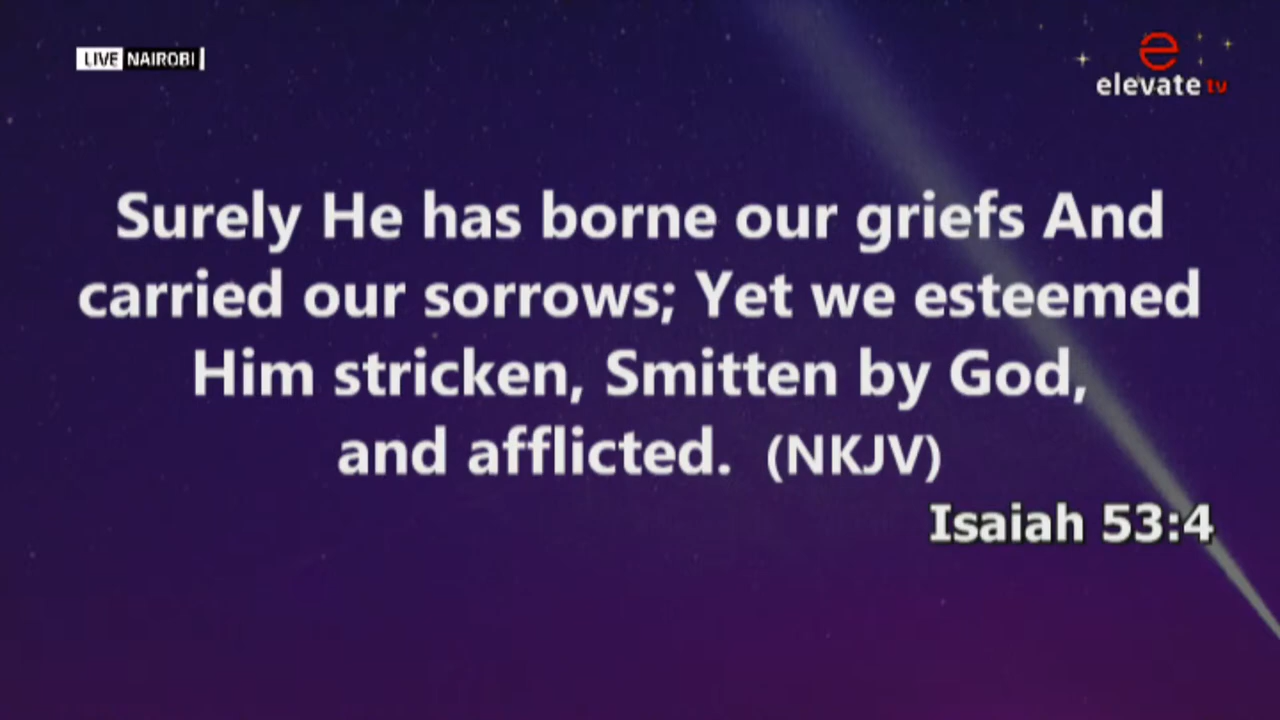 LIVE NAIROBI
e
elevate tv
Surely He has borne our griefs And
carried our sorrows; Yet we esteemed
Him stricken, Smitten by God,
and afflicted. (NKJV)
Isaiah 53:4